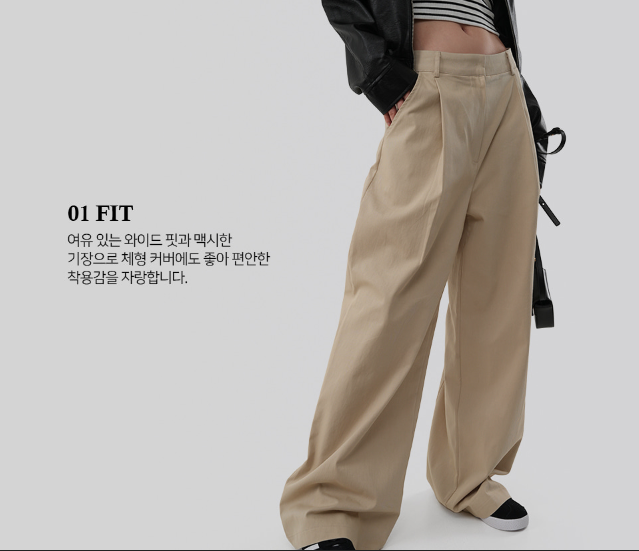 01 FIT
여유 있는 와이드 핏과 맥시한
기장으로 체형 커버에도 좋아 편안한
착용감을 자랑합니다.